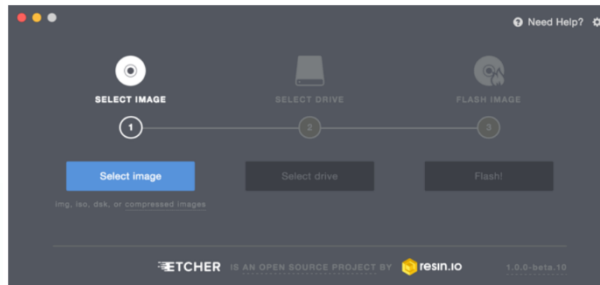 Need Help?
SELECT IMAGE SELECT DRIVE FLASH IMAGE
1 2 3
Select image Select drive Flash!
img, iso, dsk, or compressed images
ETCHER IS AN OPEN SOURCE PROJECT BY resin.io 1.0.0-beta.10